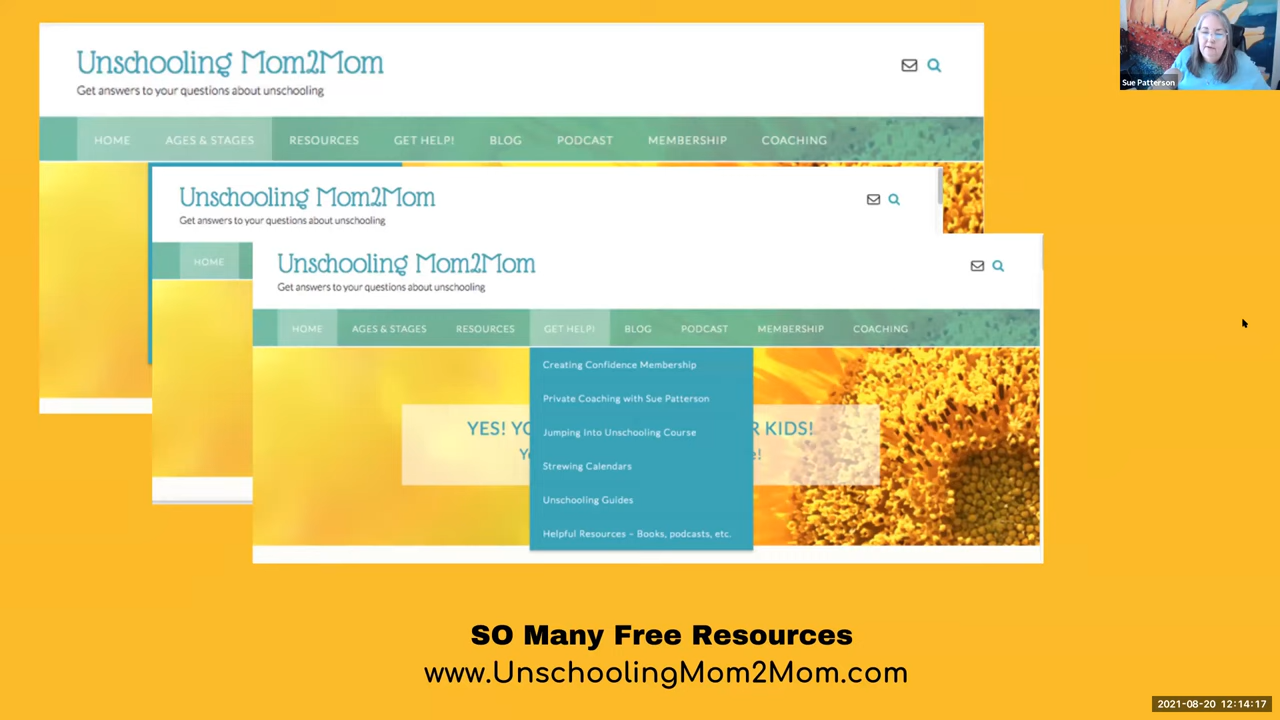 Unschooling Mom2Mom
Get answers to your questions about unschooling
HOME AGES & STAGES RESOURCES GET HELP! BLOG PODCAST MEMBERSHIP COACHING
Sue Patterson
Unschooling Mom2Mom
Get answers to your questions about unschooling
HOME
Unschooling Mom2Mom
Get answers to your questions about unschooling
HOME AGES & STAGES RESOURCES GET HELP! BLOG PODCAST MEMBERSHIP COACHING
Creating Confidence Membership
Private Coaching with Sue Patterson
YES! KIDS!
Jumping Into Unschooling Course
Strewing Calendars
Unschooling Guides
Helpful Resources – Books, podcasts, etc.
SO Many Free Resources
www.UnschoolingMom2Mom.com
2021-08-20 12:14:17